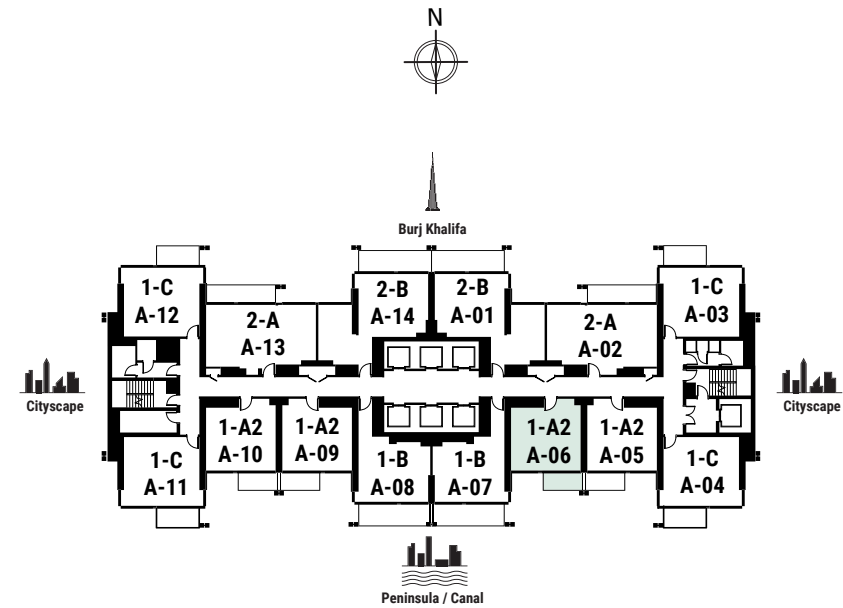 N
Burj Khalifa
1-C
A-12
2-A
A-13
2-B
A-14
2-B
A-01
2-A
A-02
1-C
A-03
Cityscape
Cityscape
1-C
A-11
1-A2
A-10
1-A2
A-09
1-B
A-08
1-B
A-07
1-A2
A-06
1-A2
A-05
1-C
A-04
Peninsula / Canal